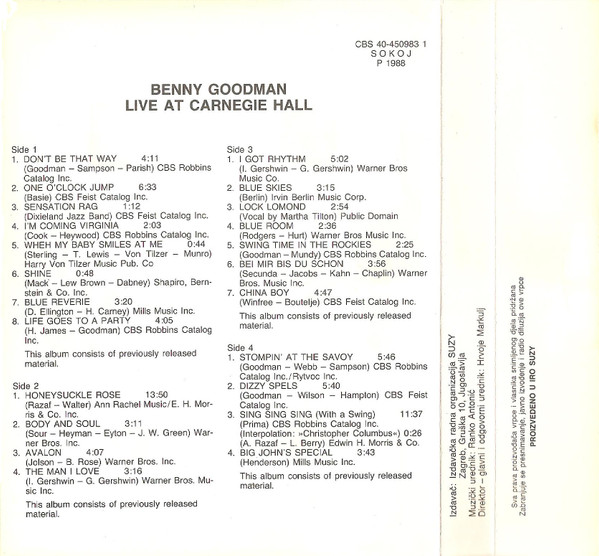 CBS 40-450983 1
S O K O J
P 1988
BENNY GOODMAN
LIVE AT CARNEGIE HALL
Side 1
1. DON'T BE THAT WAY 4:11
(Goodman – Sampson – Parish) CBS Robbins
Catalog Inc.
2. ONE O'CLOCK JUMP 6:33
(Basie) CBS Feist Catalog Inc.
3. SENSATION RAG 1:12
(Dixieland Jazz Band) CBS Feist Catalog Inc.
4. I'M COMING VIRGINIA 2:03
(Cook – Heywood) CBS Robbins Catalog Inc.
5. WHEH MY BABY SMILES AT ME 0:44
(Sterling – T. Lewis – Von Tilzer – Munro)
Harry Von Tilzer Music Pub. Co
6. SHINE 0:48
(Mack – Lew Brown – Dabney) Shapiro, Bern-
stein & Co. Inc.
7. BLUE REVERIE 3:20
(D. Ellington – H. Carney) Mills Music Inc.
8. LIFE GOES TO A PARTY 4:05
(H. James – Goodman) CBS Robbins Catalog
Inc.
This album consists of previously released
material.
Side 2
1. HONEYSUCKLE ROSE 13:50
(Razaf – Walter) Ann Rachel Music/E. H. Mor-
ris & Co. Inc.
2. BODY AND SOUL 3:11
(Sour – Heyman – Eyton – J. W. Green) War-
ner Bros. Inc.
3. AVALON 4:07
(Jolson – B. Rose) Warner Bros. Inc.
4. THE MAN I LOVE 3:16
(I. Gershwin – G. Gershwin) Warner Bros. Mu-
sic Inc.
This album consists of previously released
material.
Side 3
1. I GOT RHYTHM 5:02
(I. Gershwin – G. Gershwin) Warner Bros
Music Co.
2. BLUE SKIES 3:15
(Berlin) Irvin Berlin Music Corp.
3. LOCK LOMOND 2:54
(Vocal by Martha Tilton) Public Domain
4. BLUE ROOM 2:36
(Rodgers – Hurt) Warner Bros Music Inc.
5. SWING TIME IN THE ROCKIES 2:25
(Goodman – Mundy) CBS Robbins Catalog Inc.
6. BEI MIR BIS DU SCHON 3:56
(Secunda – Jacobs – Kahn – Chaplin) Warner
Bros. Music Inc.
7. CHINA BOY 4:47
(Winfree – Boutelje) CBS Feist Catalog Inc.
This album consists of previously released
material.
Side 4
1. STOMPIN' AT THE SAVOY 5:46
(Goodman – Webb – Sampson) CBS Robbins
Catalog Inc./Rytvoc Inc.
2. DIZZY SPELS 5:40
(Goodman – Wilson – Hampton) CBS Feist
Catalog Inc.
3. SING SING SING (With a Swing) 11:37
(Prima) CBS Robbins Catalog Inc.
(Interpolation: »Christopher Columbus«) 0:26
(A. Razaf – L. Berry) Edwin H. Morris & Co.
4. BIG JOHN'S SPECIAL 3:43
(Henderson) Mills Music Inc.
This album consists of previously released
material.
Izdavač: Izdavačka radna organizacija SUZY
Zagreb, Gruška 10, Jugoslavija
Muzički urednik: Ranko Antonić
Direktor – glavni i odgovorni urednik: Hrvoje Markulj
Sva prava proizvođača vrpce i vlasnika snimljenog djela pridržana
Zabranjuje se presnimavanje, javno izvođenje i radio difuzija ove vrpce
PROIZVEDENO U IRO SUZY